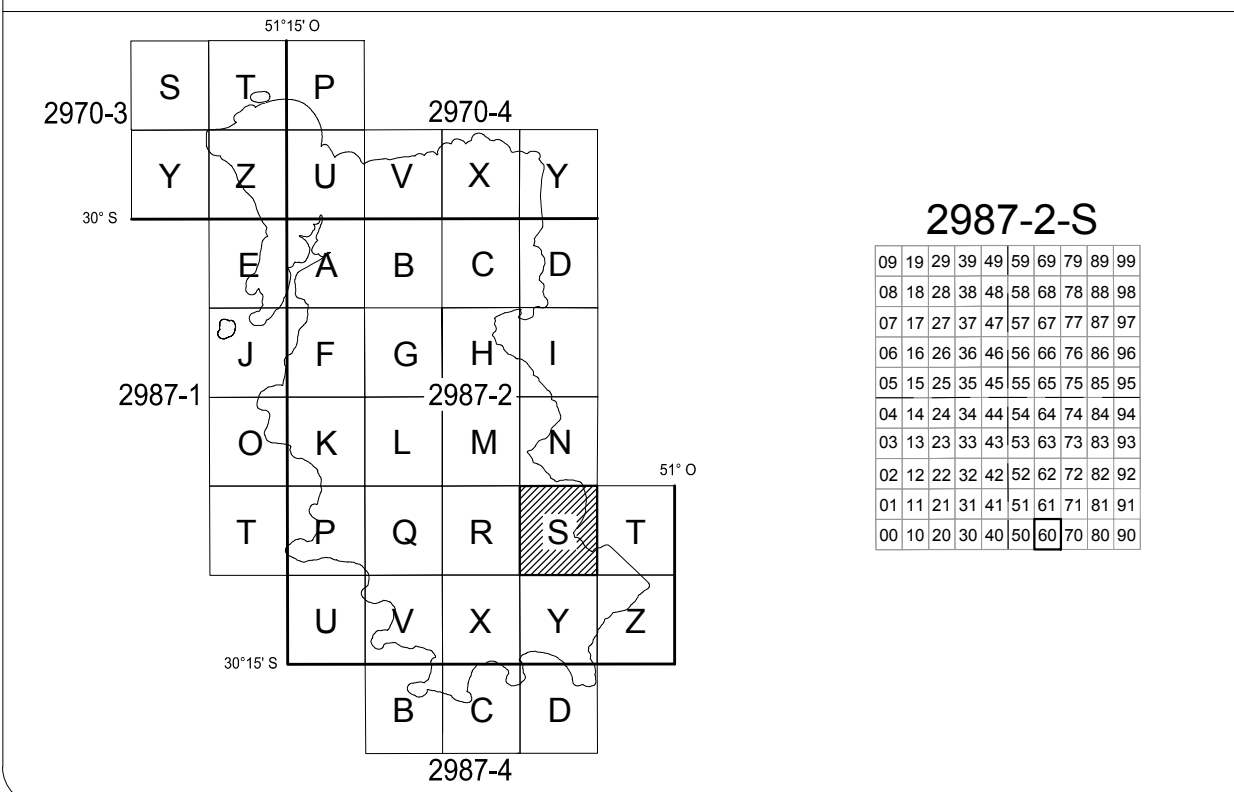 51°15' O
S T P
2970-3 2970-4
Y Z U V X Y
30° S
E A B C D
J F G H I
2987-1 2987-2
O K L M N
51° O
T P Q R S T
U V X Y Z
30°15' S
B C D
2987-4
2987-2-S
09 19 29 39 49 59 69 79 89 99
08 18 28 38 48 58 68 78 88 98
07 17 27 37 47 57 67 77 87 97
06 16 26 36 46 56 66 76 86 96
05 15 25 35 45 55 65 75 85 95
04 14 24 34 44 54 64 74 84 94
03 13 23 33 43 53 63 73 83 93
02 12 22 32 42 52 62 72 82 92
01 11 21 31 41 51 61 71 81 91
00 10 20 30 40 50 60 70 80 90